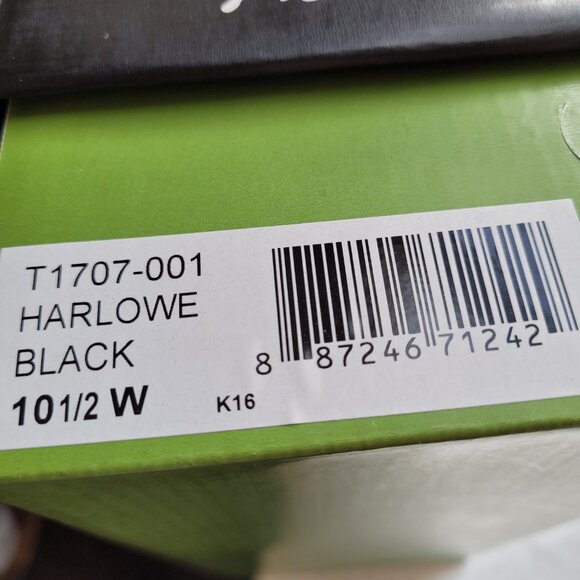 T1707-001
HARLOWE
BLACK
10 1/2 W
K16
8 87246 71242